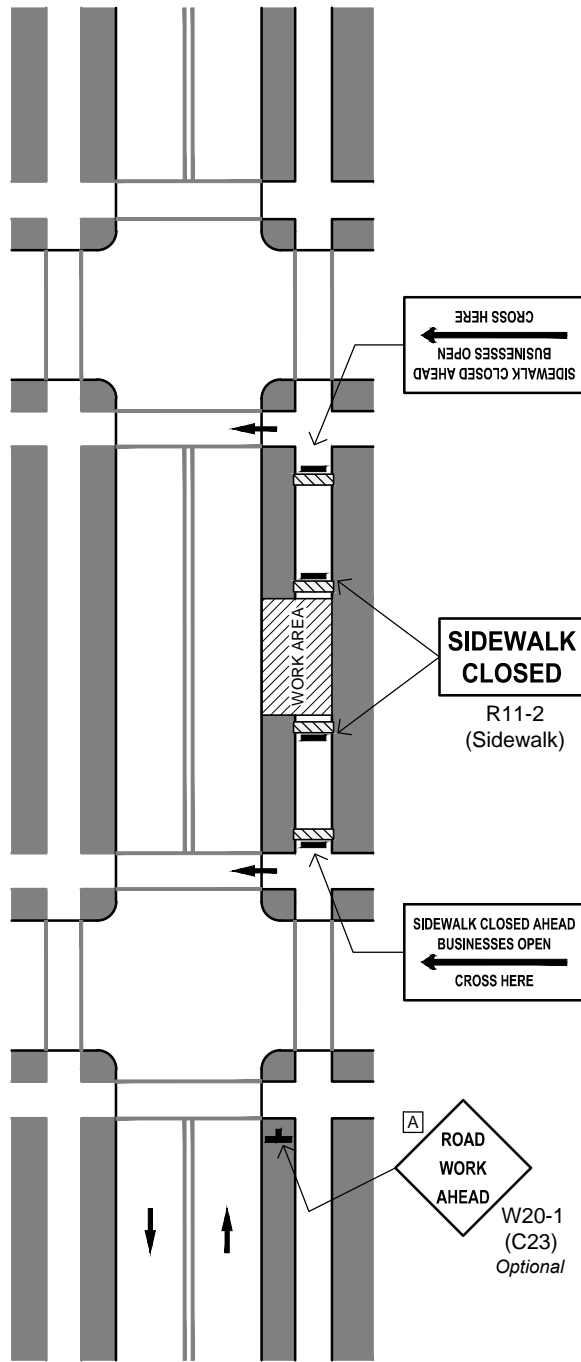 SIDEWALK CLOSED AHEAD
BUSINESSES OPEN
CROSS HERE
WORK AREA
SIDEWALK
CLOSED
R11-2
(Sidewalk)
SIDEWALK CLOSED AHEAD
BUSINESSES OPEN
CROSS HERE
A
ROAD
WORK
AHEAD
W20-1
(C23)
Optional